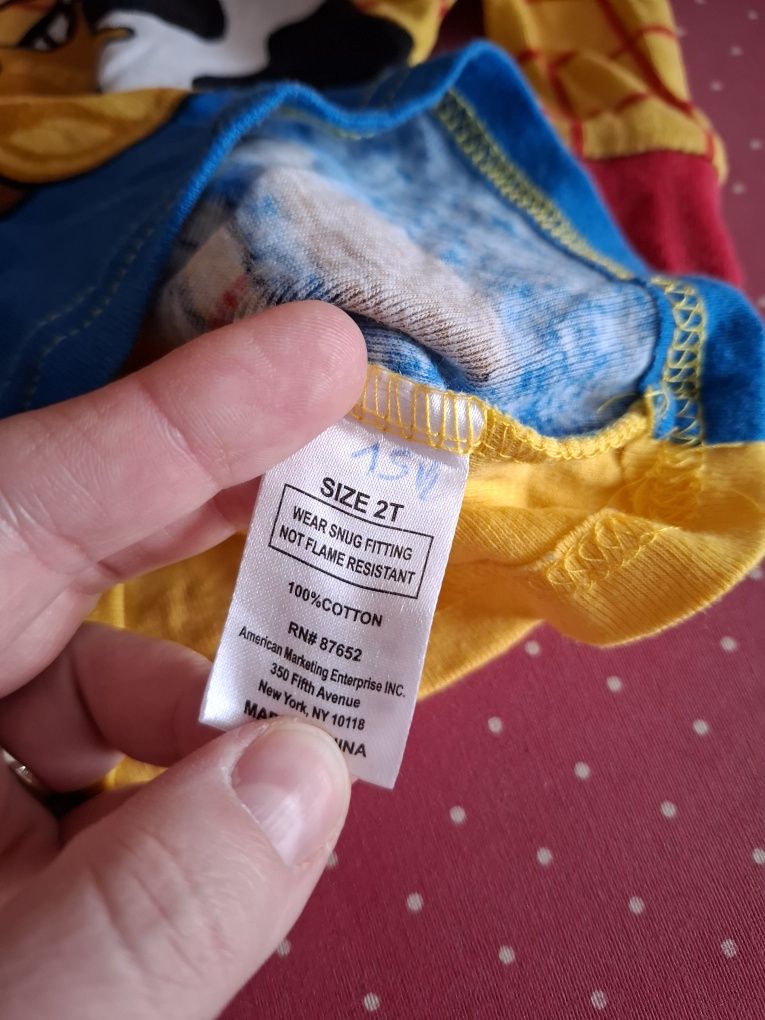 SIZE 2T
WEAR SNUG FITTING
NOT FLAME RESISTANT
100%COTTON
RN# 87652
American Marketing Enterprise INC.
350 Fifth Avenue
New York, NY 10118